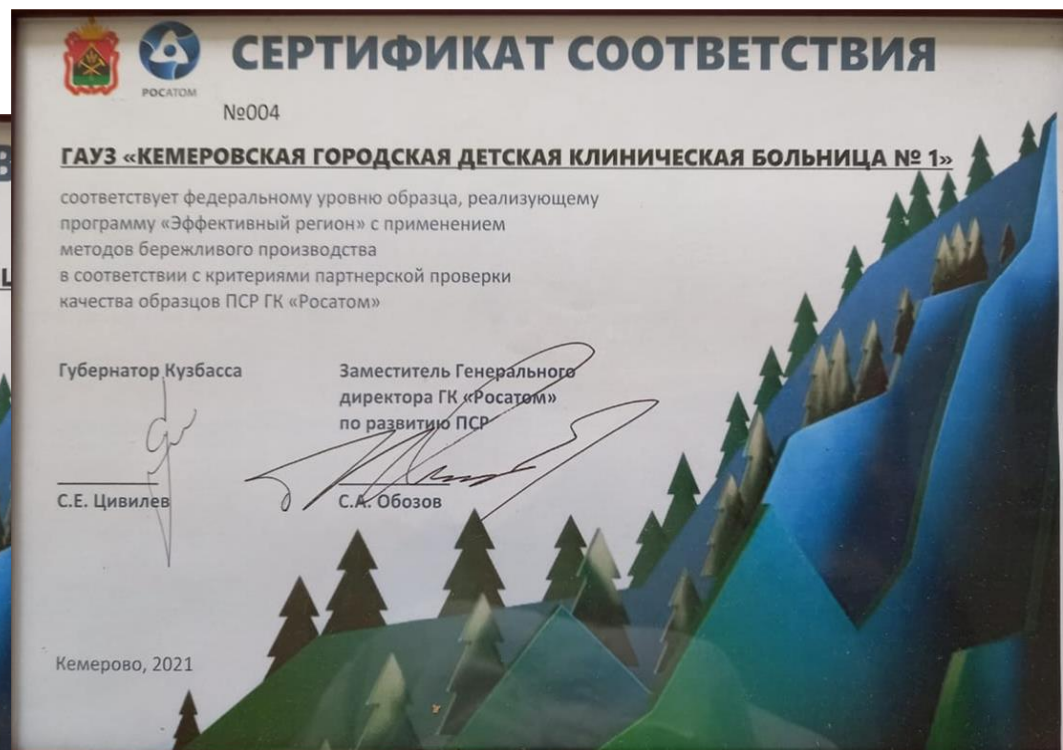 СЕРТИФИКАТ СООТВЕТСТВИЯ
РОСАТОМ
№004
ГАУЗ «КЕМЕРОВСКАЯ ГОРОДСКАЯ ДЕТСКАЯ КЛИНИЧЕСКАЯ БОЛЬНИЦА № 1»
соответствует федеральному уровню образца, реализующему
программу «Эффективный регион» с применением
методов бережливого производства
в соответствии с критериями партнерской проверки
качества образцов ПСР ГК «Росатом»
Губернатор Кузбасса
С.Е. Цивилев
Заместитель Генерального
директора ГК «Росатом»
по развитию ПСР
С.А. Обозов
Кемерово, 2021